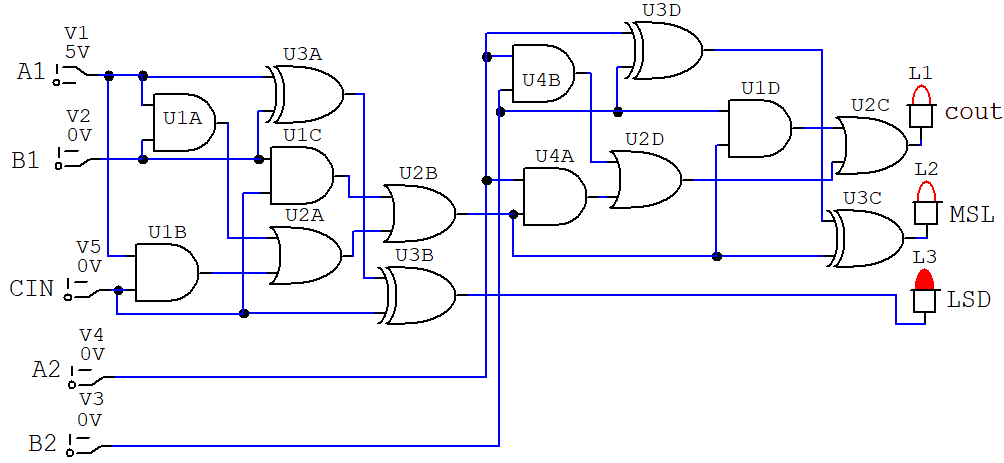 V1
5V
A1
V2
0V
B1
U1A
U3A
U1C
U2A
U1B
V5
0V
CIN
U2B
U3B
V4
0V
A2
V3
0V
B2
U3D
U4B
U4A
U2D
U1D
U2C
U3C
L1
cout
L2
MSL
L3
LSD